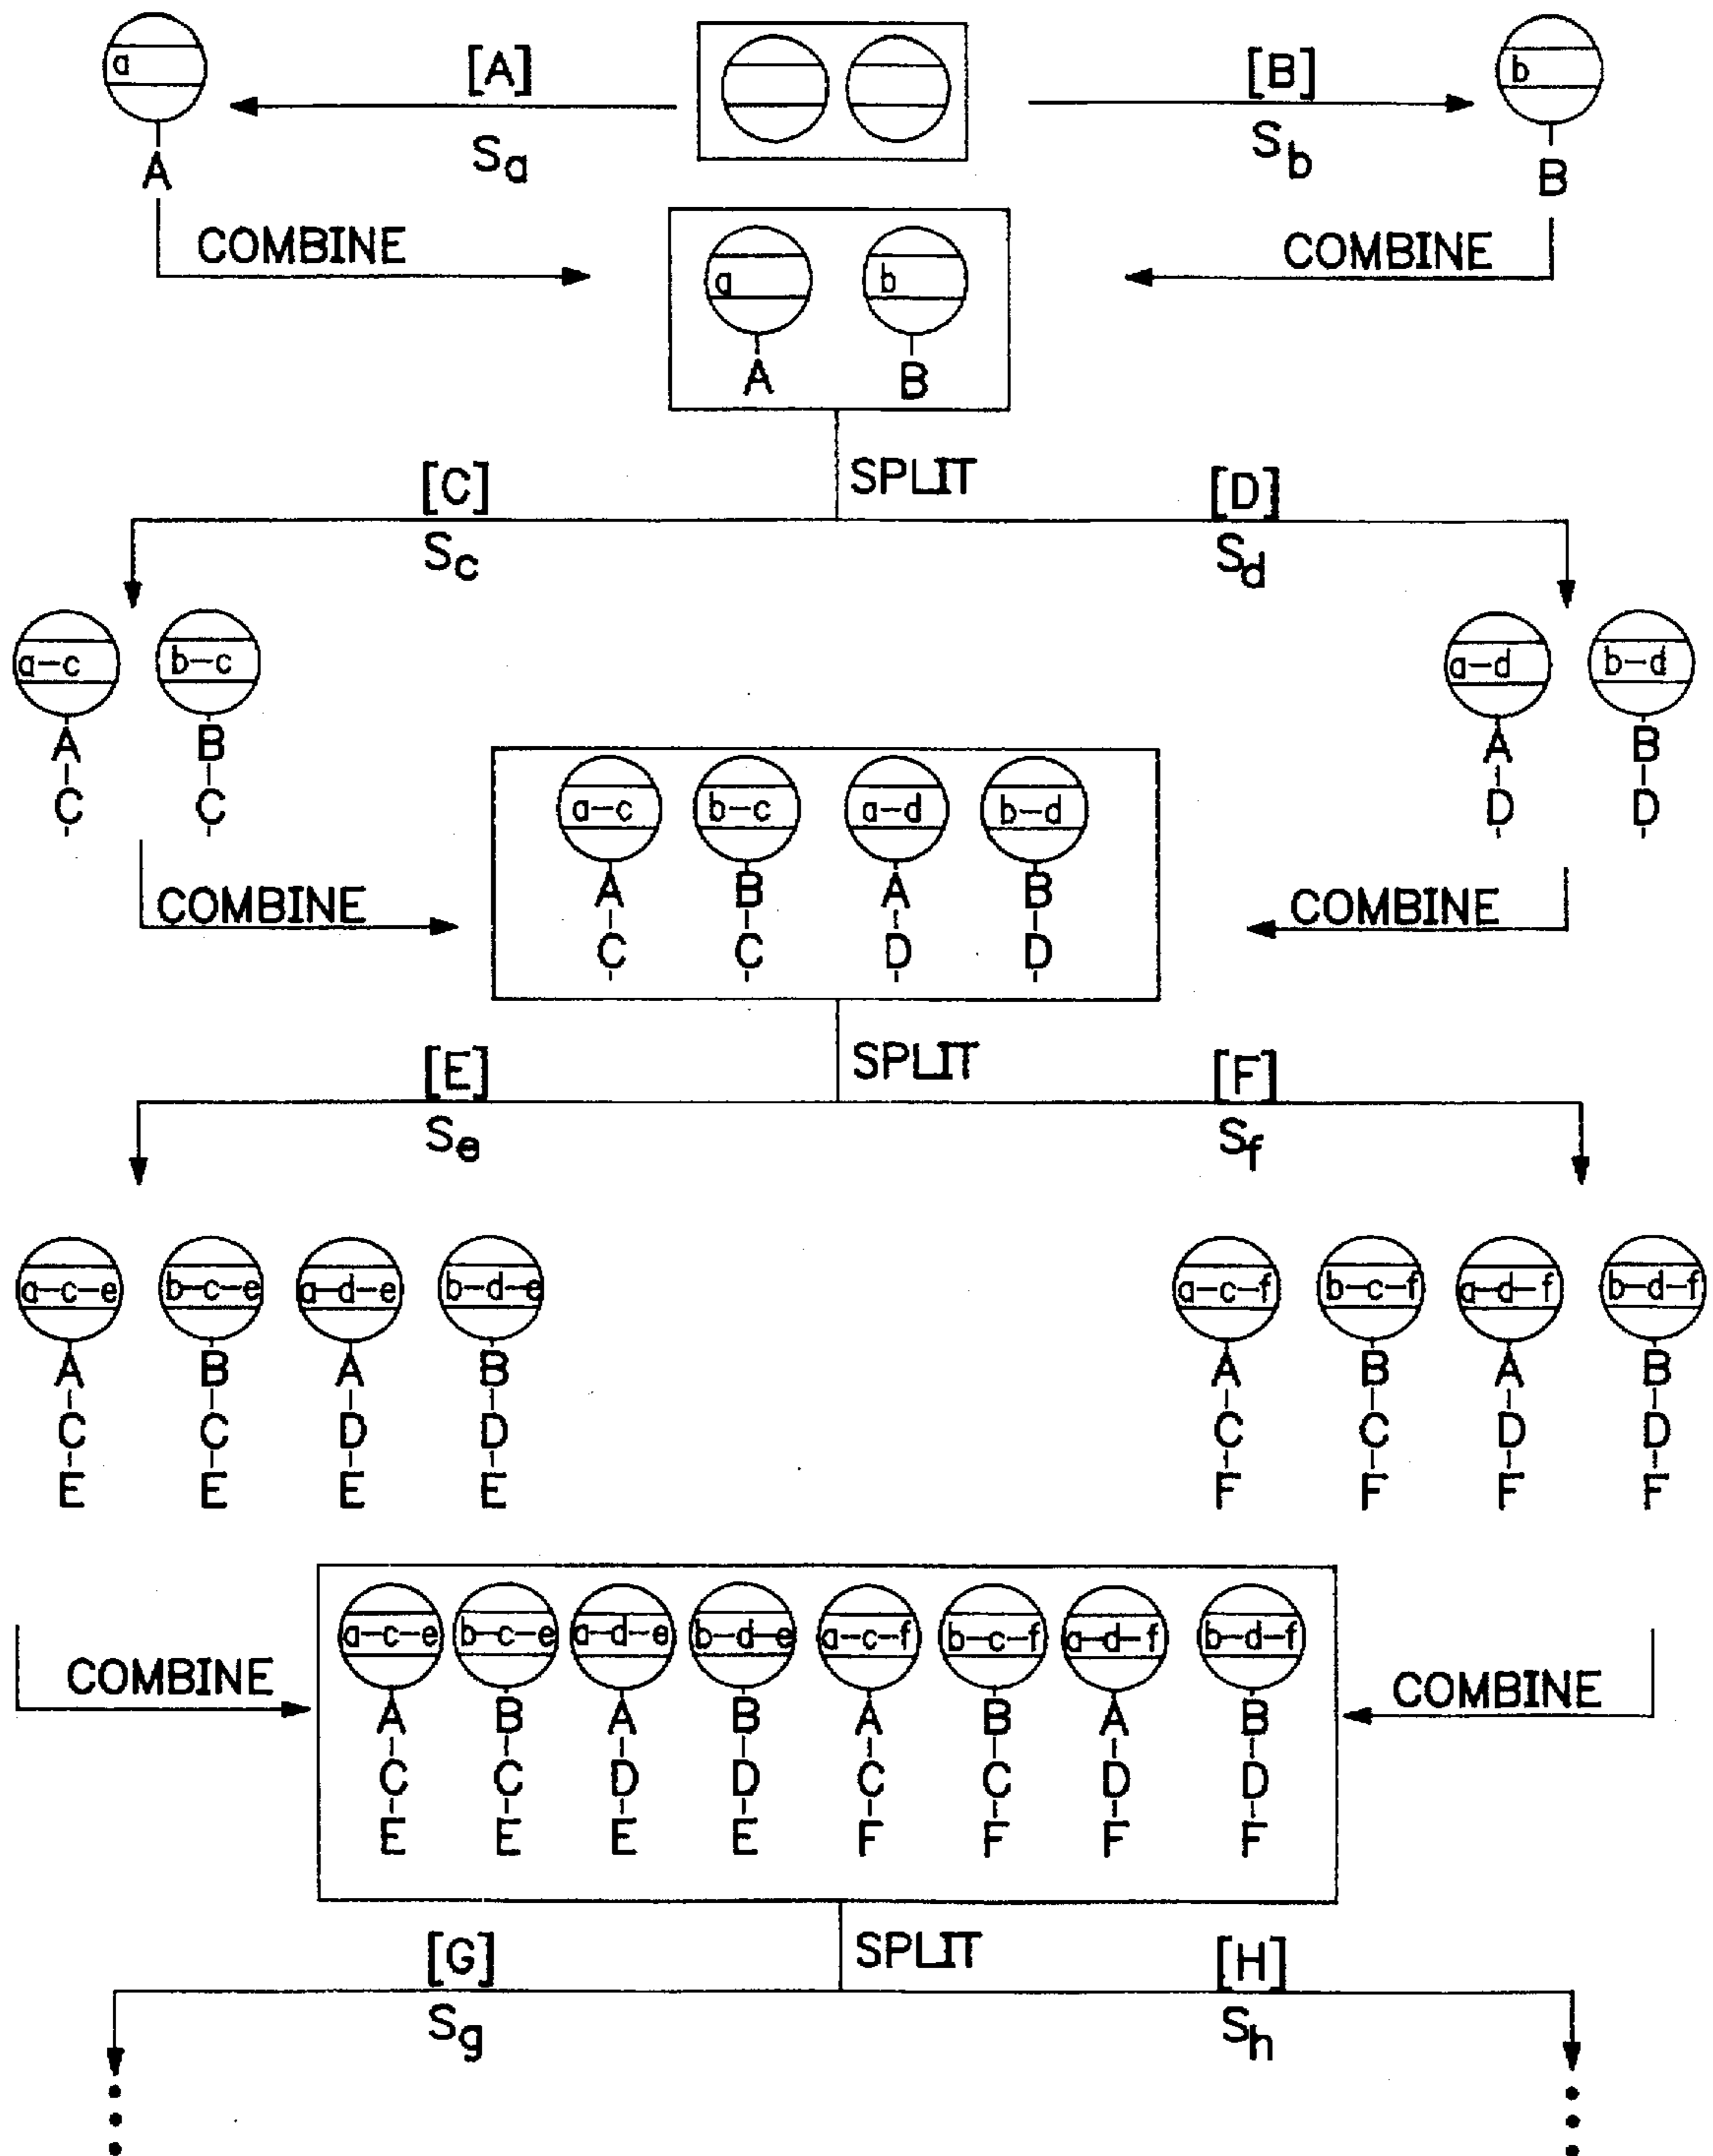 a [A] [B] b
Sa Sb
A B
COMBINE COMBINE
a b
A B
SPLIT
[C] [D]
Sc Sd
a-c b-c a-d b-d
A B A B
C C D D
a-c b-c a-d b-d
A B A B
C C D D
COMBINE COMBINE
SPLIT
[E] [F]
Se Sf
a-c-e b-c-e a-d-e b-d-e a-c-f b-c-f a-d-f b-d-f
A B A B A B A B
C C D D C C D D
E E E E F F F F
a-c-e b-c-e a-d-e b-d-e a-c-f b-c-f a-d-f b-d-f
COMBINE COMBINE
A B A B A B A B
C C D D C C D D
E E E E F F F F
SPLIT
[G] [H]
Sg Sh